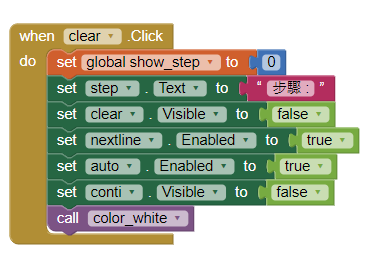 when clear .Click
do set global show_step to 0
set step . Text to “ 步驟： ”
set clear . Visible to false
set nextline . Enabled to true
set auto . Enabled to true
set conti . Visible to false
call color_white